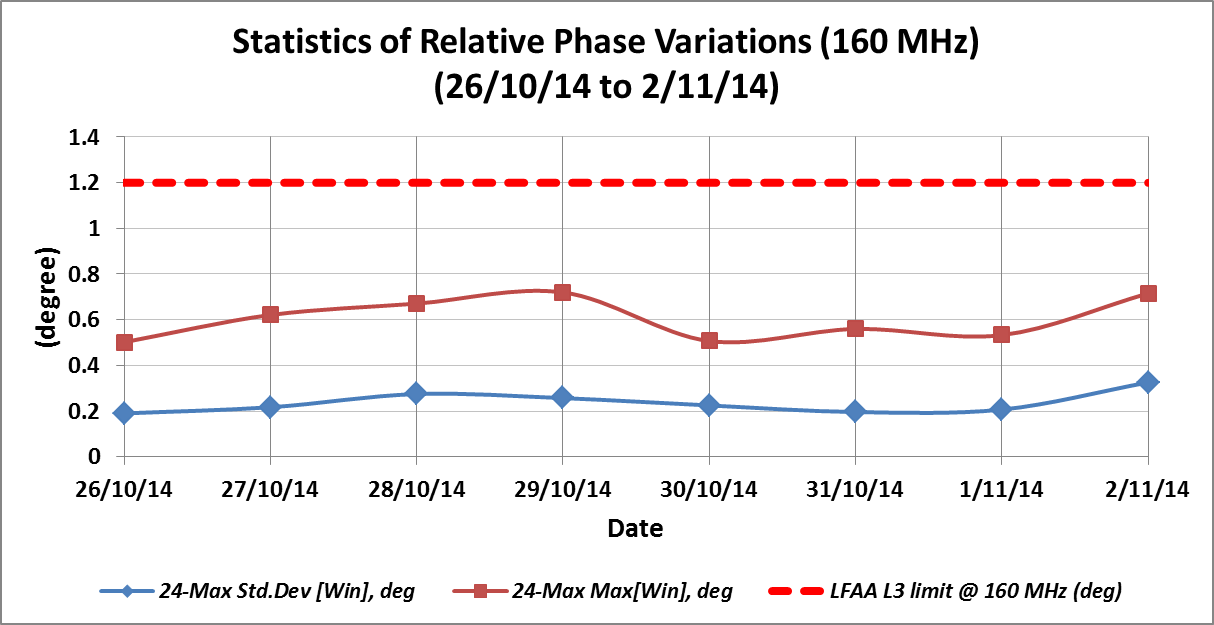 Statistics of Relative Phase Variations (160 MHz)
(26/10/14 to 2/11/14)
1.4
1.2
1
0.8
0.6
0.4
0.2
0
(degree)
26/10/14 27/10/14 28/10/14 29/10/14 30/10/14 31/10/14 1/11/14 2/11/14
Date
24-Max Std.Dev [Win], deg 24-Max Max[Win], deg LFAA L3 limit @ 160 MHz (deg)